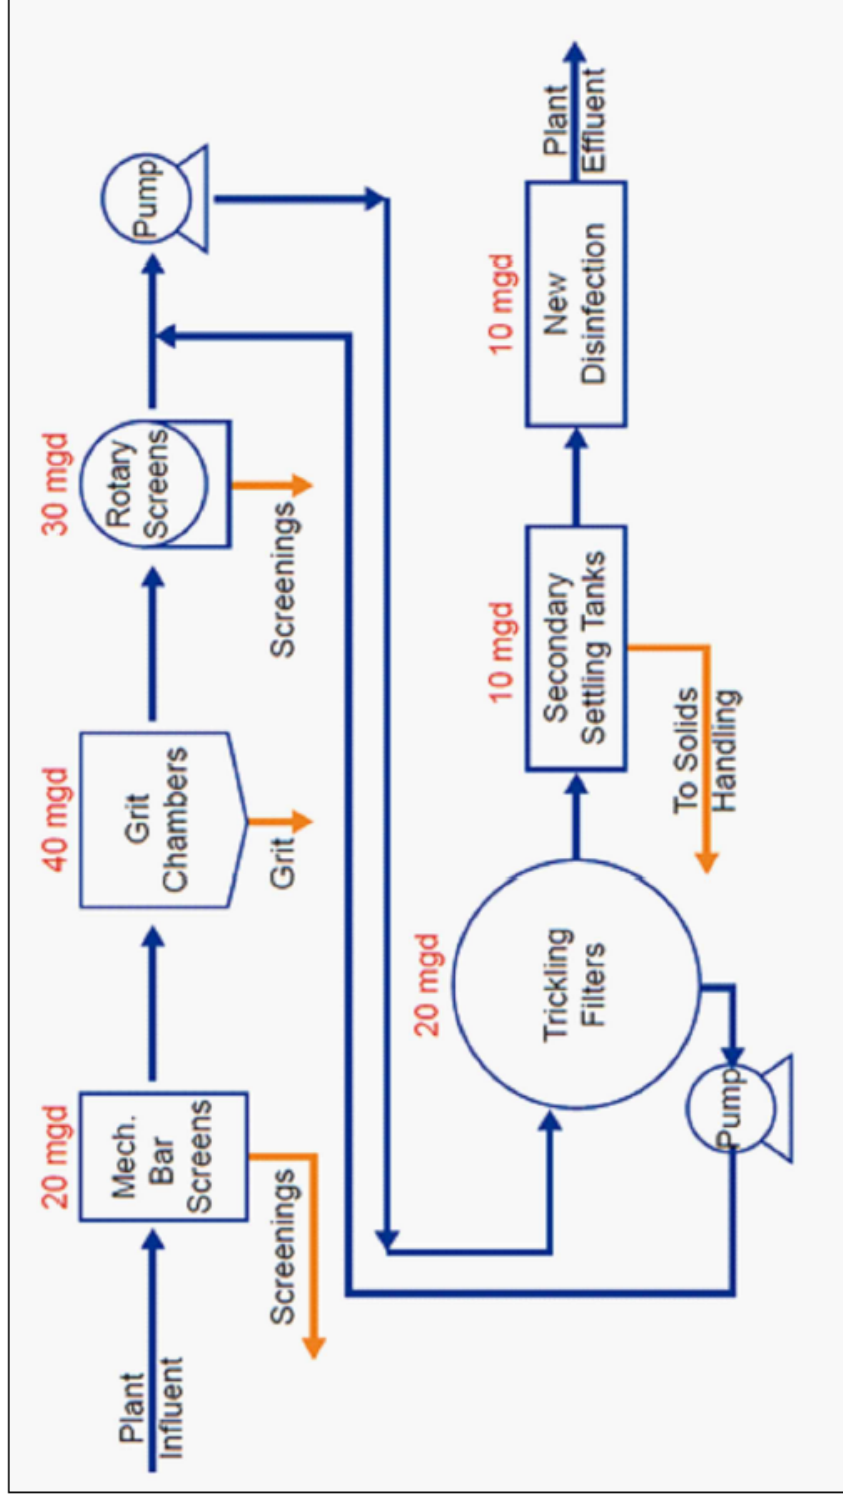 20 mgd
40 mgd
30 mgd
Plant
Influent
Mech.
Bar
Screens
Grit
Chambers
Rotary
Screens
Pump
Screenings
Grit
Screenings
20 mgd
10 mgd
10 mgd
Trickling
Filters
Secondary
Settling Tanks
New
Disinfection
Plant
Effluent
Pump
To Solids
Handling